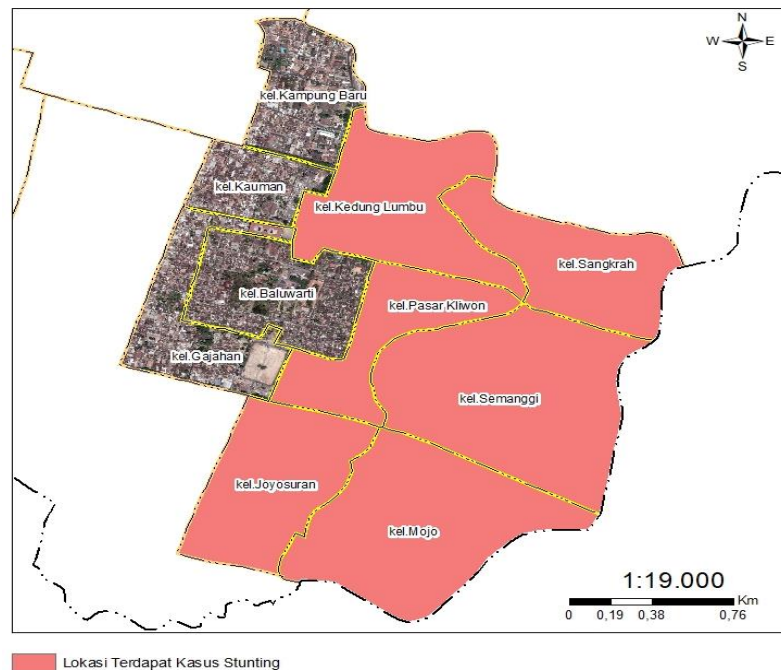 N
W E
S
kel.Kampung Baru
kel.Kauman
kel.Kedung Lumbu
kel.Sangkrah
kel.Baluwarti
kel.Pasar Kliwon
kel.Gajahan
kel.Semanggi
kel.Joyosuran
kel.Mojo
1:19.000
Km
0 0,19 0,38 0,76
Lokasi Terdapat Kasus Stunting